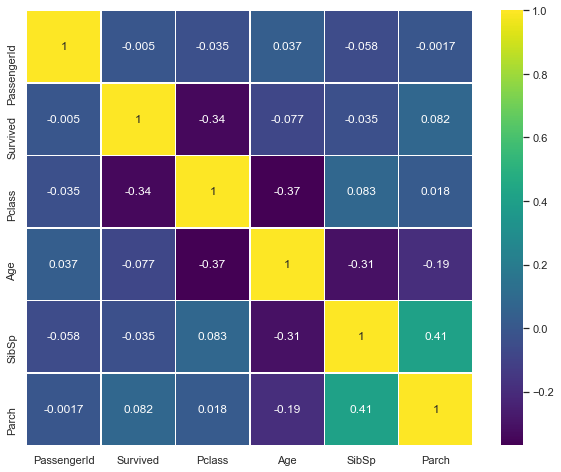 PassengerId 1 -0.005 -0.035 0.037 -0.058 -0.0017
Survived -0.005 1 -0.34 -0.077 -0.035 0.082
Pclass -0.035 -0.34 1 -0.37 0.083 0.018
Age 0.037 -0.077 -0.37 1 -0.31 -0.19
SibSp -0.058 -0.035 0.083 -0.31 1 0.41
Parch -0.0017 0.082 0.018 -0.19 0.41 1
PassengerId Survived Pclass Age SibSp Parch
1.0
0.8
0.6
0.4
0.2
0.0
−0.2